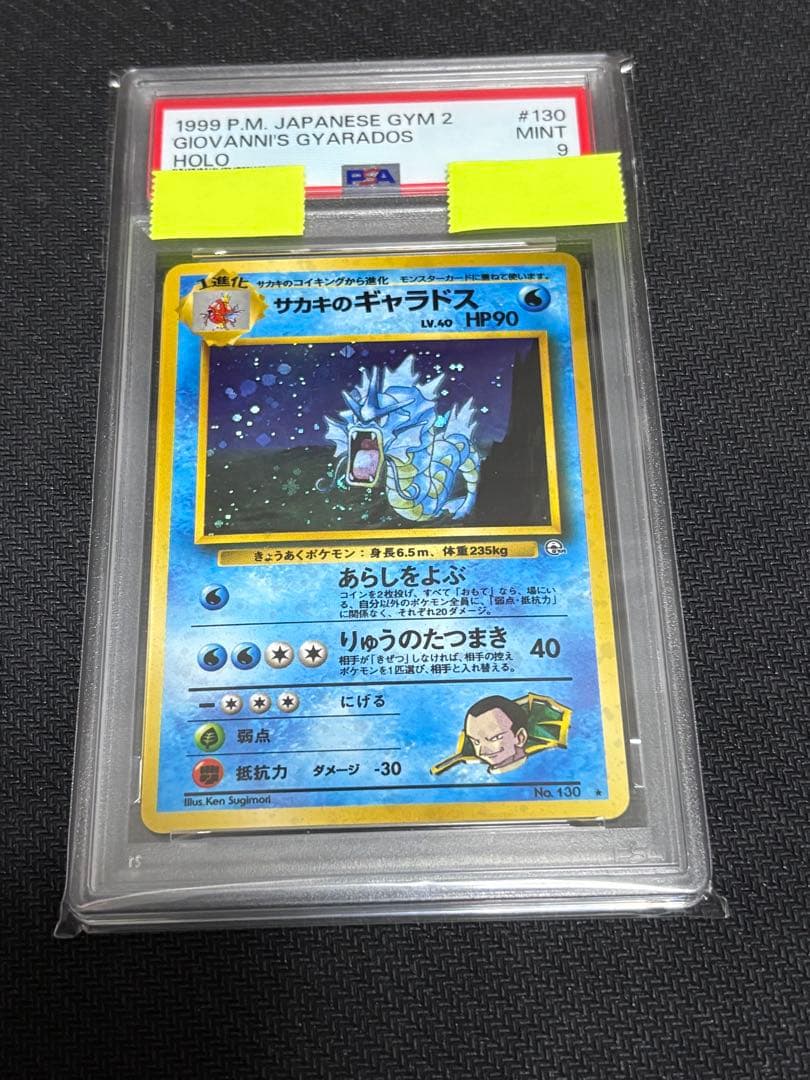 1999 P.M. JAPANESE GYM 2 #130
GIOVANNI'S GYARADOS MINT
HOLO 9
PSA
1進化 サカキのコイキングから進化 モンスターカードに重ねて使います。
サカキのギャラドス
LV.40 HP90
きょうあくポケモン：身長6.5m、体重235kg
あらしをよぶ
コインを2枚投げ、すべて「おもて」なら、場にい
る、自分以外のポケモン全員に、「弱点・抵抗力」
に関係なく、それぞれ20ダメージ。
りゅうのたつまき 40
相手が「きぜつ」しなければ、相手の控え
ポケモンを1匹選び、相手と入れ替える。
にげる
弱点
抵抗力 ダメージ -30
Illus. Ken Sugimori No. 130 ★